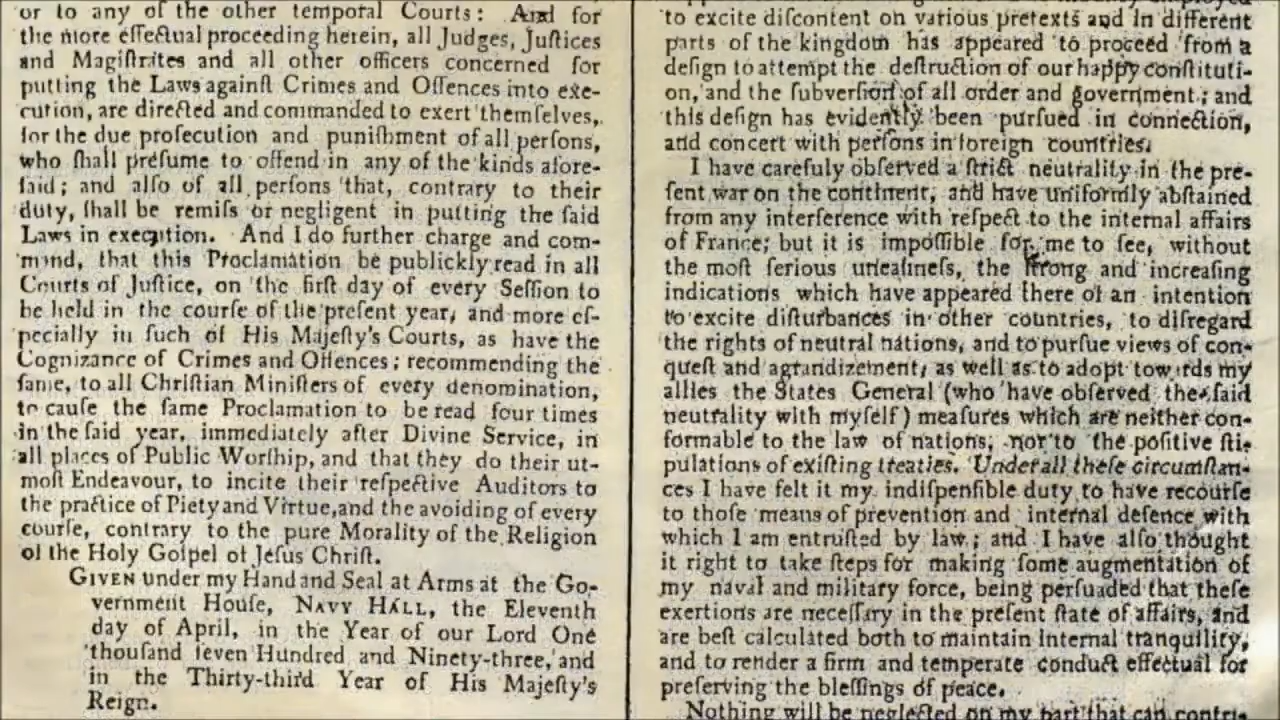 or to any of the other temporal Courts: And for
the more effectual proceeding herein, all Judges, Juſtices
and Magiſtrites and all other officers concerned for
putting the Laws againſt Crimes and Offences into exe-
cution, are directed and commanded to exert themſelves,
for the due proſecution and puniſhment of all perſons,
who ſhall preſume to offend in any of the kinds afore-
ſaid; and alſo of all perſons that, contrary to their
duty, ſhall be remiſs or negligent in putting the ſaid
Laws in execution. And I do further charge and com-
mand, that this Proclamation be publickly read in all
Courts of Juſtice, on the firſt day of every Seſſion to
be held in the courſe of the preſent year, and more eſ-
pecially in ſuch of His Majeſty's Courts, as have the
Cognizance of Crimes and Offences; recommending the
ſame, to all Chriſtian Miniſters of every denomination,
to cauſe the ſame Proclamation to be read four times
in the ſaid year, immediately after Divine Service, in
all places of Public Worſhip, and that they do their ut-
moſt Endeavour, to incite their reſpective Auditors to
the practice of Piety and Virtue, and the avoiding of every
courſe, contrary to the pure Morality of the Religion
of the Holy Goſpel of Jeſus Chriſt.
GIVEN under my Hand and Seal at Arms at the Go-
vernment Houſe, NAVY HALL, the Eleventh
day of April, in the Year of our Lord One
thouſand ſeven Hundred and Ninety-three, and
in the Thirty-third Year of His Majeſty's
Reign.
to excite diſcontent on various pretexts and in different
parts of the kingdom has appeared to proceed from a
deſign to attempt the deſtruction of our happy conſtituti-
on, and the ſubverſion of all order and government; and
this deſign has evidently been purſued in connection,
and concert with perſons in foreign countries.
I have carefuly obſerved a ſtrict neutrality in the pre-
ſent war on the continent, and have uniformly abſtained
from any interference with reſpect to the internal affairs
of France; but it is impoſſible for me to ſee, without
the moſt ſerious uneaſineſs, the ſtrong and increaſing
indications which have appeared there of an intention
to excite diſturbances in other countries, to diſregard
the rights of neutral nations, and to purſue views of con-
queſt and agrandizement, as well as to adopt towards my
allies the States General (who have obſerved the ſaid
neutrality with myſelf) meaſures which are neither con-
formable to the law of nations, nor to the poſitive ſti-
pulations of exiſting treaties. Under all theſe circumſtan-
ces I have felt it my indiſpenſible duty to have recourſe
to thoſe means of prevention and internal defence with
which I am entruſted by law; and I have alſo thought
it right to take ſteps for making ſome augmentation of
my naval and military force, being perſuaded that theſe
exertions are neceſſary in the preſent ſtate of affairs, and
are beſt calculated both to maintain internal tranquility,
and to render a firm and temperate conduct effectual for
preſerving the bleſſings of peace.
Nothing will be neglected on my part that can contri-